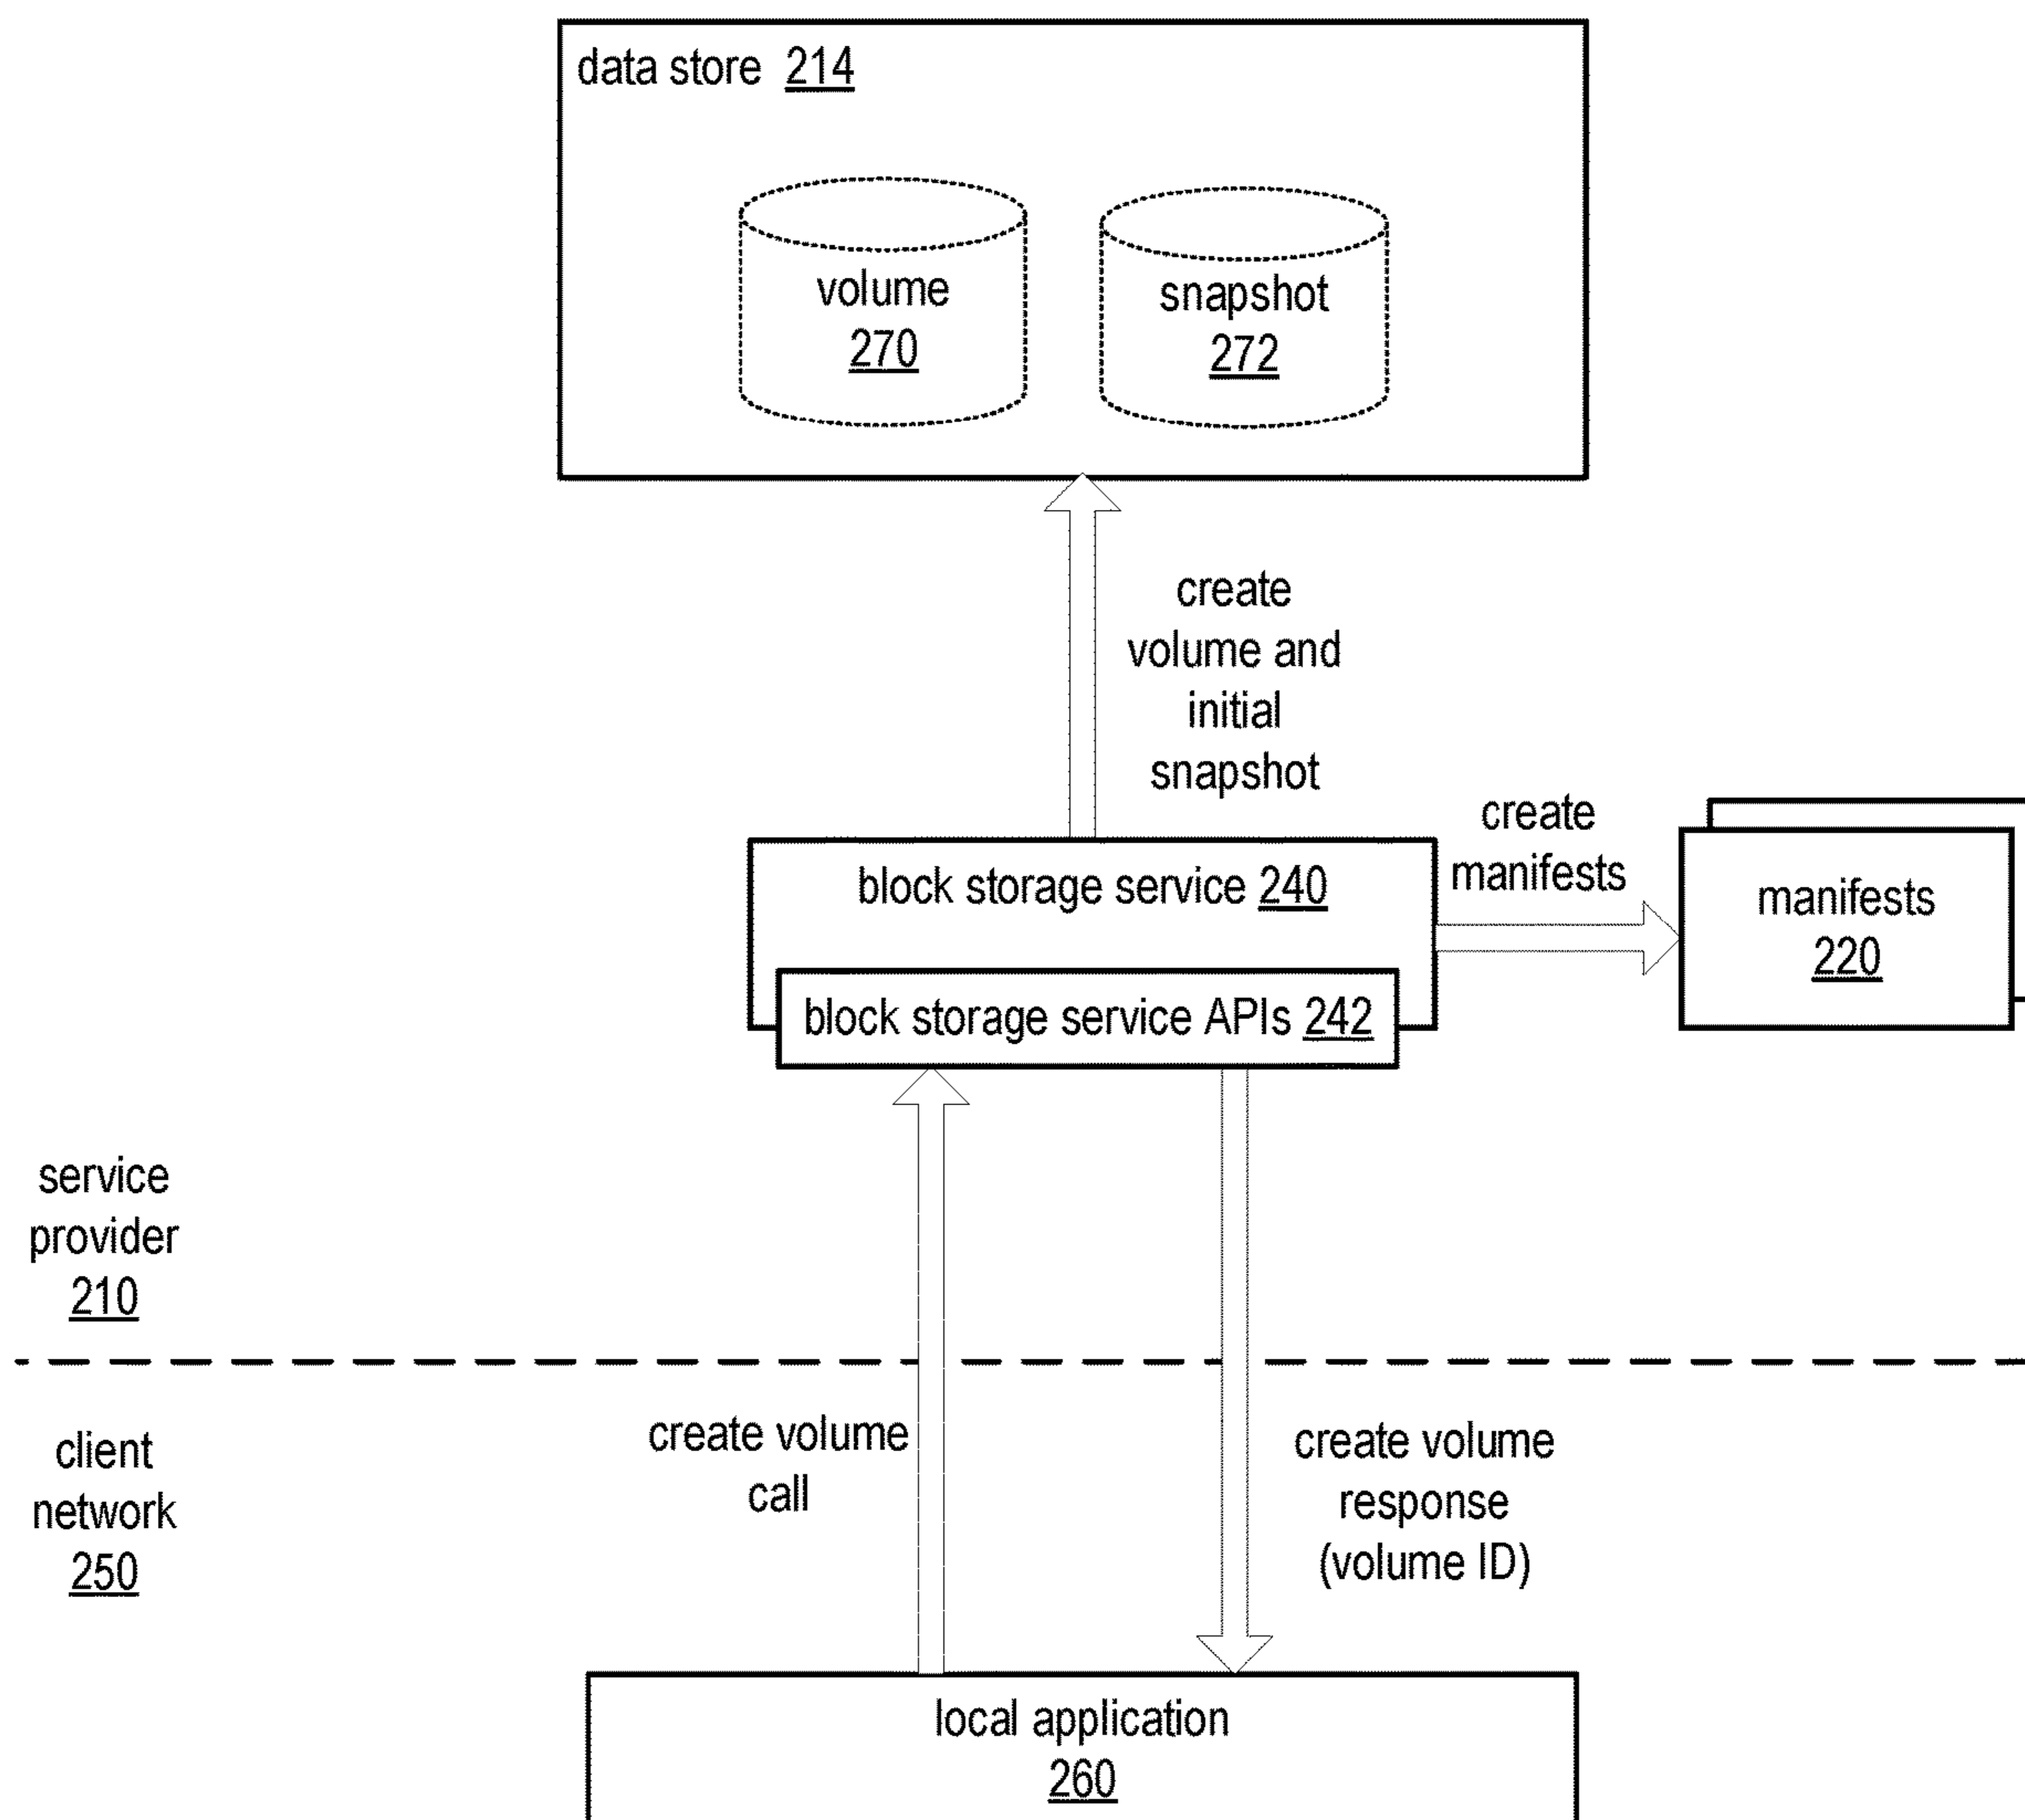 data store 214
volume
270
snapshot
272
create
volume and
initial
snapshot
create
manifests
block storage service 240
manifests
220
block storage service APIs 242
service
provider
210
client
network
250
create volume
call
create volume
response
(volume ID)
local application
260